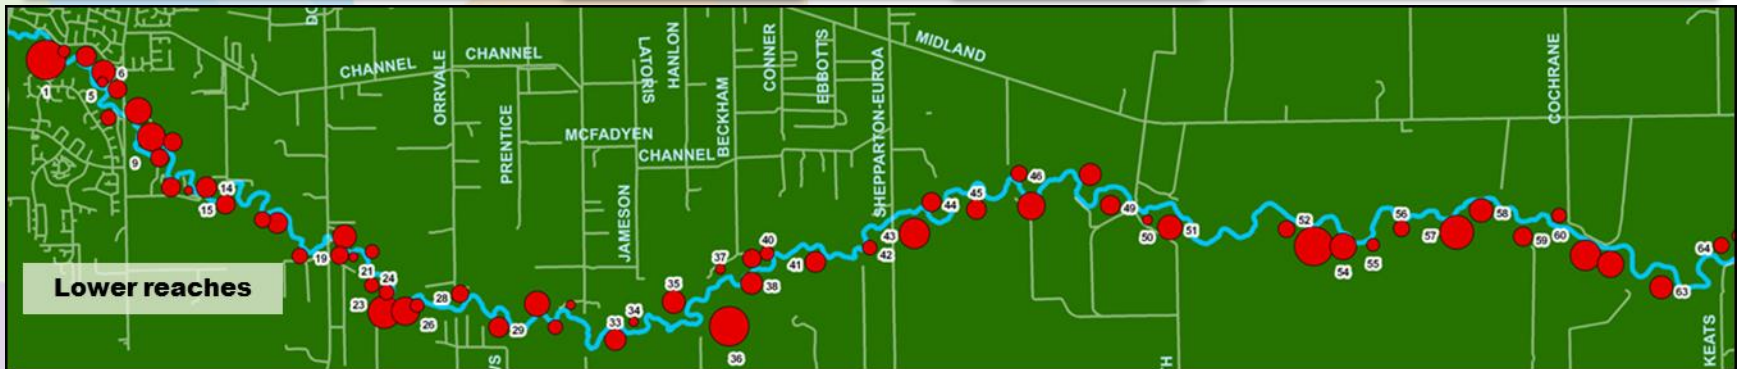 DO
CHANNEL
CHANNEL
MIDLAND
ORRVALE
LATORIS
HANLON
CONNER
EBBOTTS
SHEPPARTON-EUROA
COCHRANE
PRENTICE
MCFADYEN
CHANNEL
BECKHAM
JAMESON
KEATS
WS
TH
1
5
6
9
14
15
19
21
24
23
26
28
29
33
34
35
37
36
38
40
41
42
43
44
45
46
49
50
51
52
54
55
56
57
58
59
60
63
64
Lower reaches